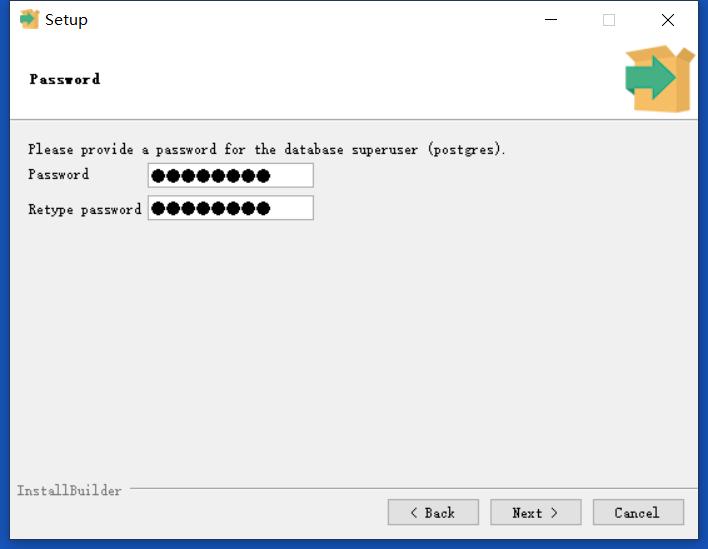 Setup
Password
Please provide a password for the database superuser (postgres).
Password ●●●●●●●●
Retype password ●●●●●●●●
InstallBuilder
< Back Next > Cancel